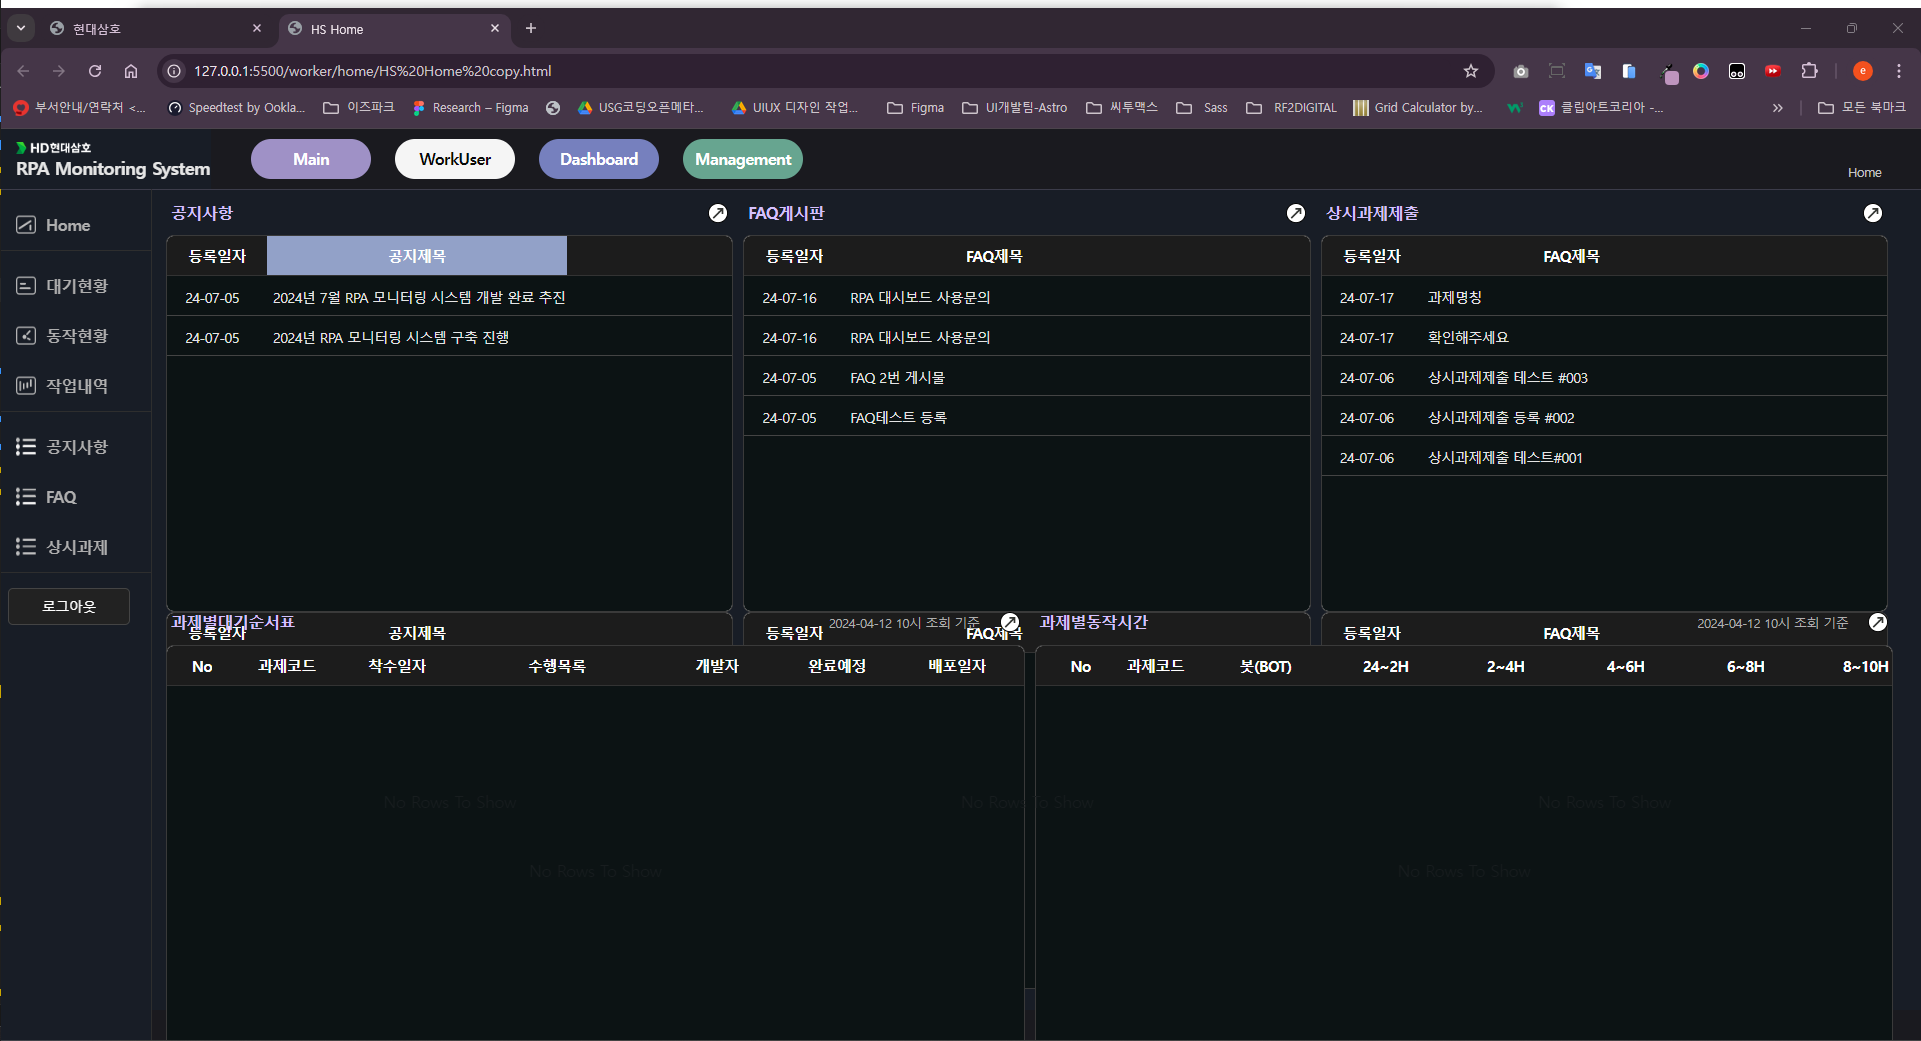 현대삼호
HS Home
127.0.0.1:5500/worker/home/HS%20Home%20copy.html
부서안내/연락처 <...
Speedtest by Ookla...
이즈파크
Research – Figma
USG코딩오픈메타...
UIUX 디자인 작업...
Figma
UI개발팀-Astro
씨투맥스
Sass
RF2DIGITAL
Grid Calculator by...
CK
클립아트코리아 -...
모든 북마크
HD현대삼호
RPA Monitoring System
Main
WorkUser
Dashboard
Management
Home
Home
대기현황
동작현황
작업내역
공지사항
FAQ
상시과제
로그아웃
공지사항
등록일자 공지제목
24-07-05 2024년 7월 RPA 모니터링 시스템 개발 완료 추진
24-07-05 2024년 RPA 모니터링 시스템 구축 진행
FAQ게시판
등록일자 FAQ제목
24-07-16 RPA 대시보드 사용문의
24-07-16 RPA 대시보드 사용문의
24-07-05 FAQ 2번 게시물
24-07-05 FAQ테스트 등록
상시과제제출
등록일자 FAQ제목
24-07-17 과제명칭
24-07-17 확인해주세요
24-07-06 상시과제제출 테스트 #003
24-07-06 상시과제제출 등록 #002
24-07-06 상시과제제출 테스트#001
과제별대기순서표
2024-04-12 10시 조회 기준
등록일자 공지제목
등록일자 FAQ제목
No 과제코드 착수일자 수행목록 개발자 완료예정 배포일자
과제별동작시간
2024-04-12 10시 조회 기준
등록일자 FAQ제목
No 과제코드 봇(BOT) 24~2H 2~4H 4~6H 6~8H 8~10H
No Rows To Show
No Rows To Show
No Rows To Show
No Rows To Show
No Rows To Show